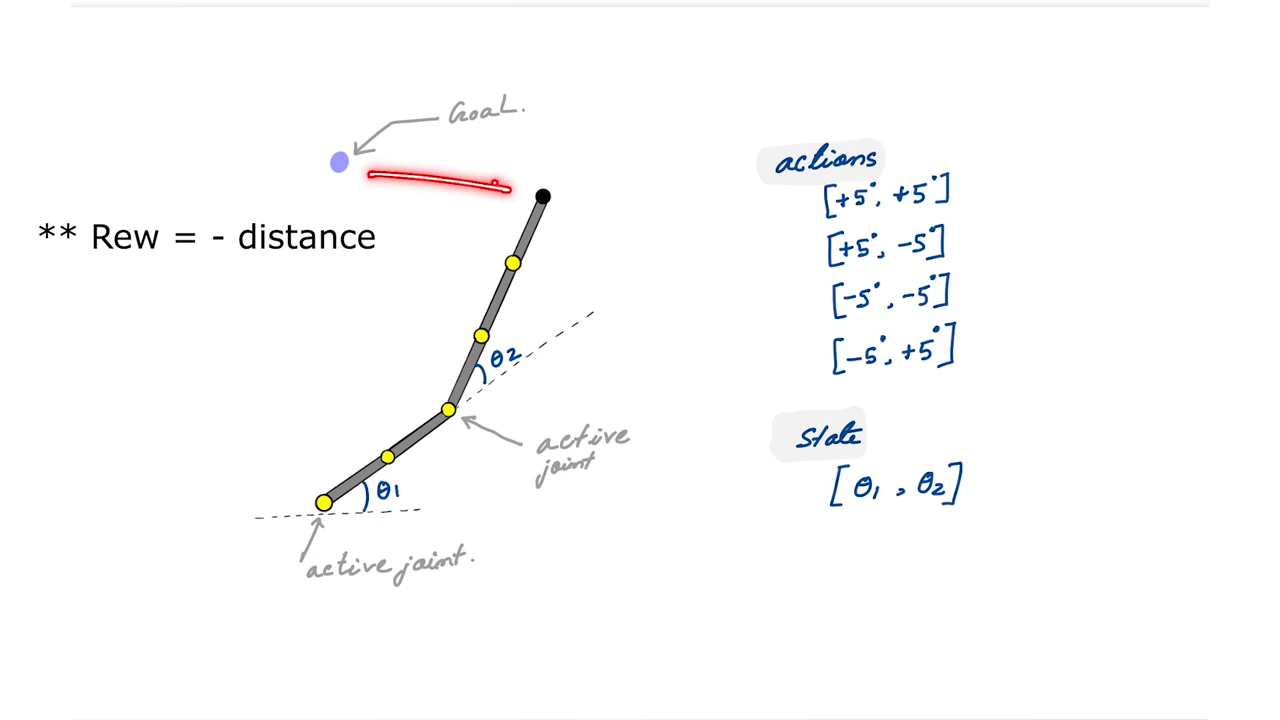 Goal.
** Rew = - distance
θ2
active
joint
θ1
active joint.
actions
[+5°, +5°]
[+5°, -5°]
[-5°, -5°]
[-5°, +5°]
State
[θ1, θ2]